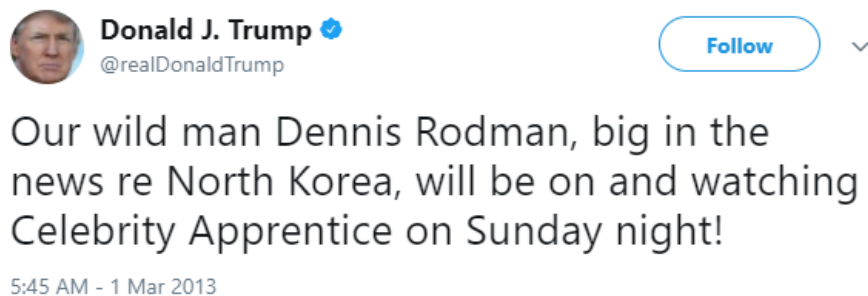 Donald J. Trump
@realDonaldTrump
Follow
Our wild man Dennis Rodman, big in the
news re North Korea, will be on and watching
Celebrity Apprentice on Sunday night!
5:45 AM - 1 Mar 2013